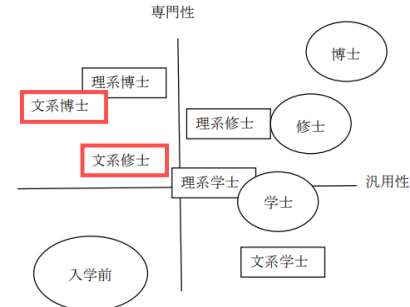 専門性
博士
理系博士
文系博士
理系修士
修士
文系修士
理系学士
汎用性
学士
文系学士
入学前